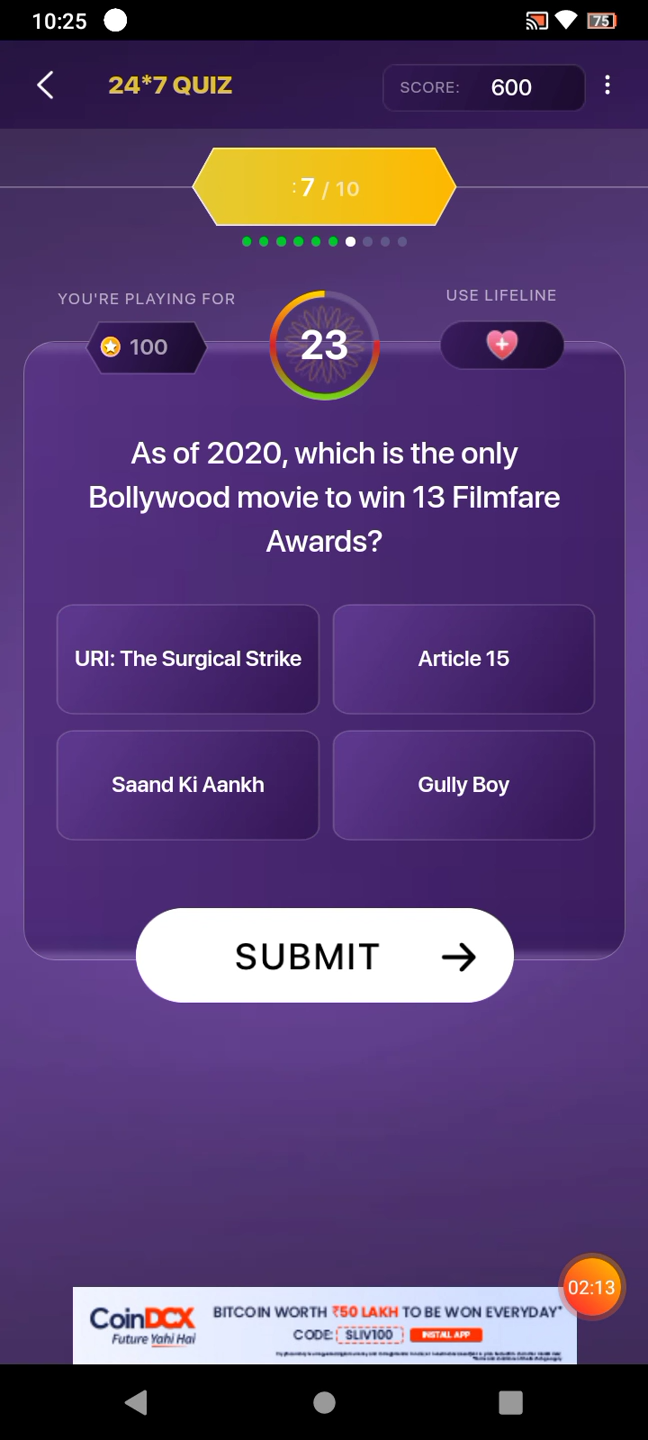 10:25
75
24*7 QUIZ
SCORE: 600
: 7 / 10
YOU'RE PLAYING FOR
USE LIFELINE
100
23
As of 2020, which is the only
Bollywood movie to win 13 Filmfare
Awards?
URI: The Surgical Strike
Article 15
Saand Ki Aankh
Gully Boy
SUBMIT
02:13
CoinDCX
Future Yahi Hai
BITCOIN WORTH ₹50 LAKH TO BE WON EVERYDAY*
CODE: SLIV100 INSTALL APP